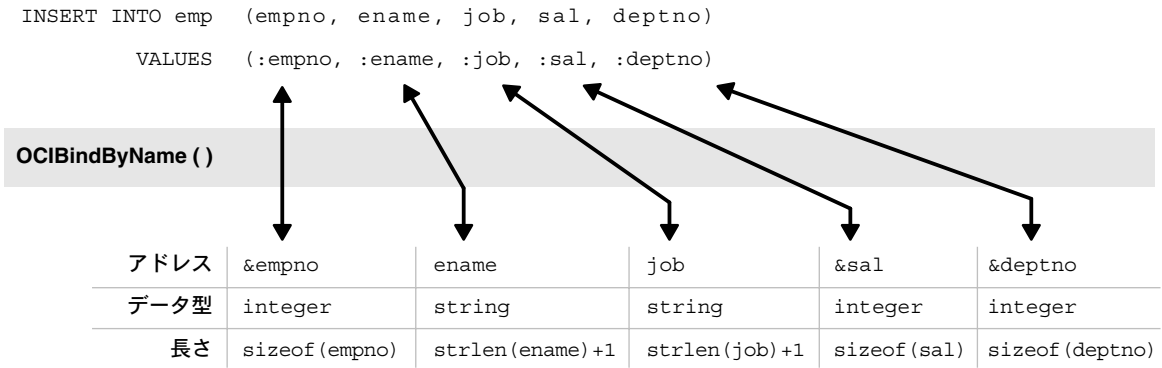 INSERT INTO emp (empno, ename, job, sal, deptno)
VALUES (:empno, :ename, :job, :sal, :deptno)
OCIBindByName ( )
アドレス &empno ename job &sal &deptno
データ型 integer string string integer integer
長さ sizeof(empno) strlen(ename)+1 strlen(job)+1 sizeof(sal) sizeof(deptno)